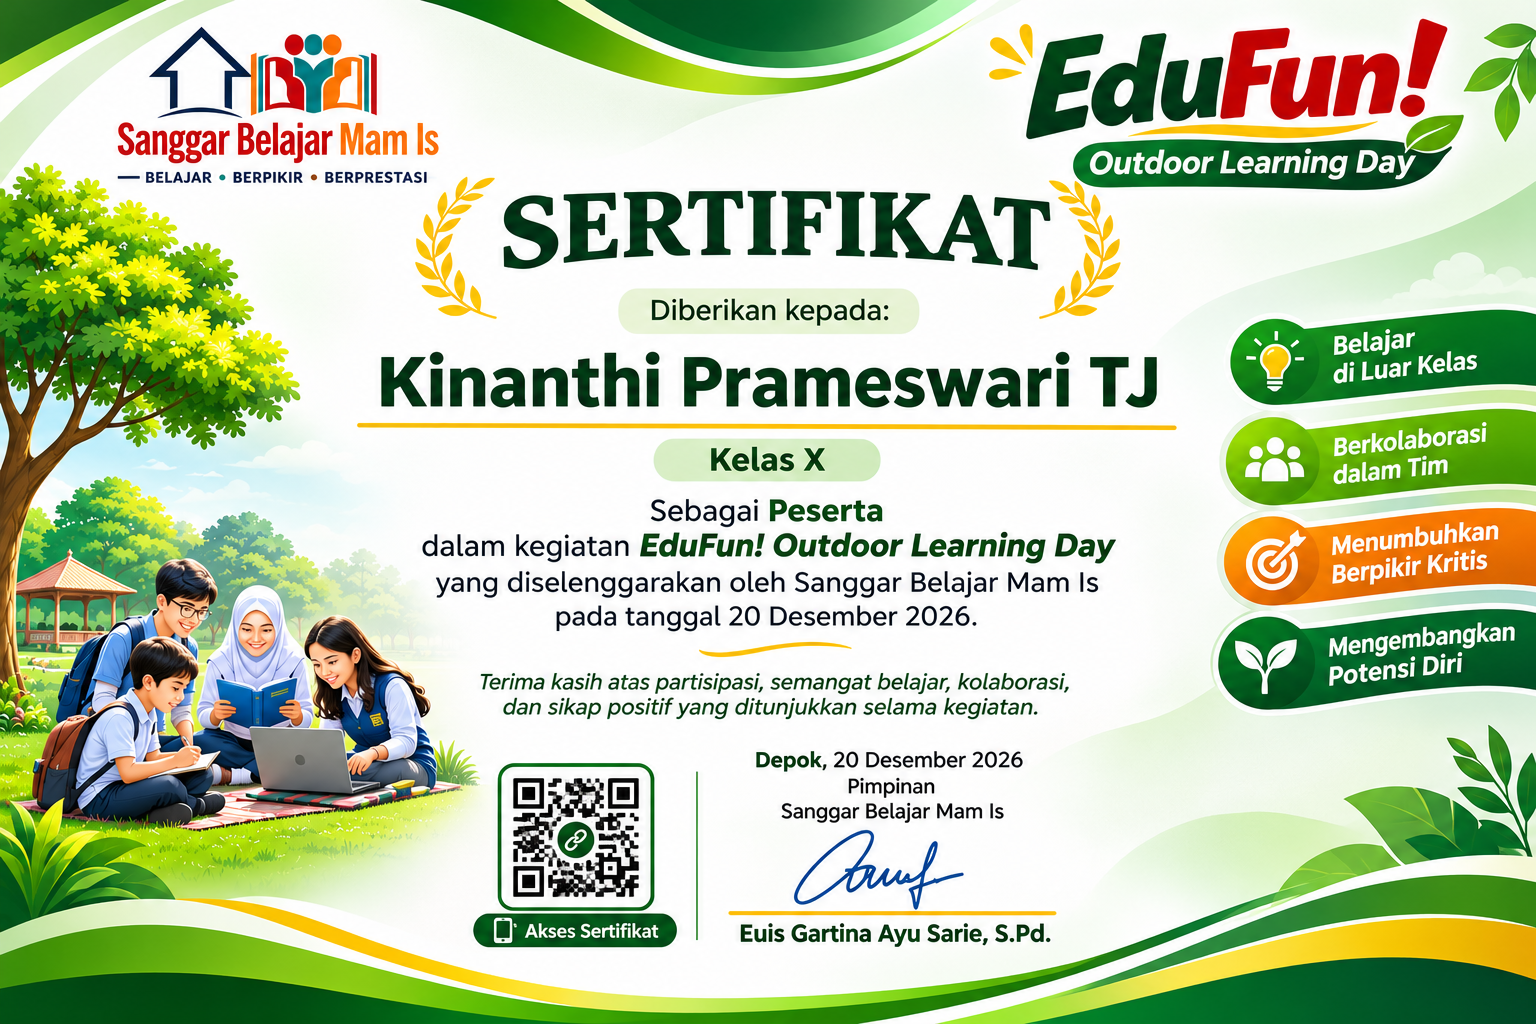 Sanggar Belajar Mam Is
BELAJAR • BERPIKIR • BERPRESTASI
EduFun!
Outdoor Learning Day
SERTIFIKAT
Diberikan kepada:
Kinanthi Prameswari TJ
Kelas X
Sebagai Peserta
dalam kegiatan EduFun! Outdoor Learning Day
yang diselenggarakan oleh Sanggar Belajar Mam Is
pada tanggal 20 Desember 2026.
Terima kasih atas partisipasi, semangat belajar, kolaborasi,
dan sikap positif yang ditunjukkan selama kegiatan.
Belajar
di Luar Kelas
Berkolaborasi
dalam Tim
Menumbuhkan
Berpikir Kritis
Mengembangkan
Potensi Diri
Akses Sertifikat
Depok, 20 Desember 2026
Pimpinan
Sanggar Belajar Mam Is
Euis Gartina Ayu Sarie, S.Pd.